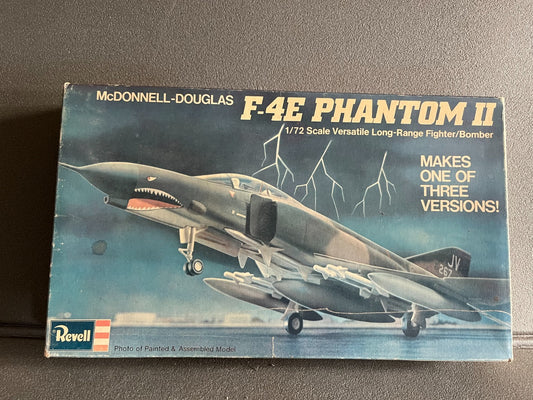 McDONNELL-DOUGLAS F-4E PHANTOM II
1/72 Scale Versatile Long-Range Fighter/Bomber
MAKES
ONE OF
THREE
VERSIONS!
JV
267
Revell
Photo of Painted & Assembled Model